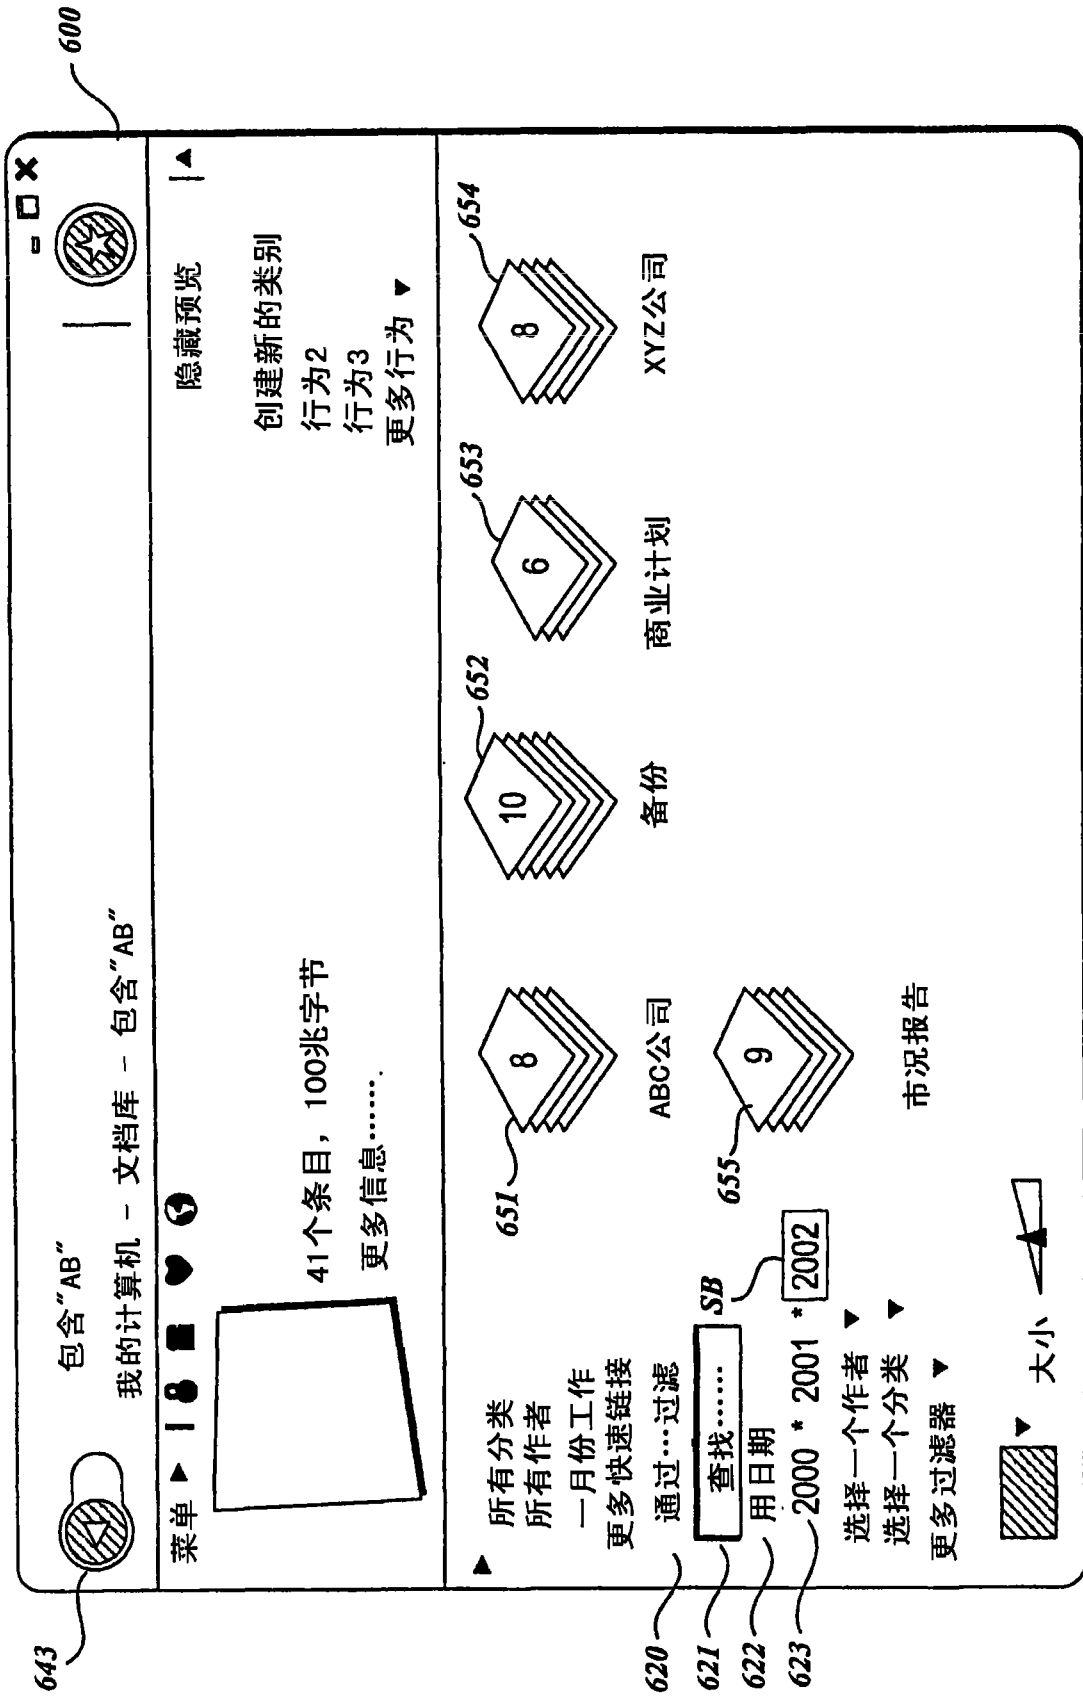 600
643
包含"AB"
我的计算机 - 文档库 - 包含"AB"
菜单
隐藏预览
41个条目，100兆字节
更多信息……
创建新的类别
行为2
行为3
更多行为
所有分类
所有作者
一月份工作
更多快速链接
620
通过…过滤
621
查找……
SB
622
用日期
623
2000 * 2001 * 2002
选择一个作者
选择一个分类
更多过滤器
大小
651
8
ABC公司
652
10
备份
653
6
商业计划
654
8
XYZ公司
655
9
市况报告